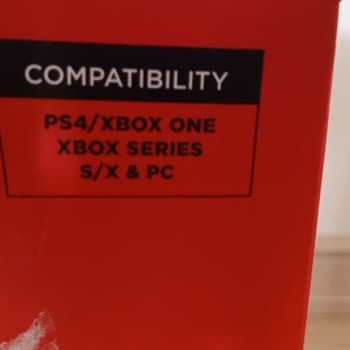 COMPATIBILITY
PS4/XBOX ONE
XBOX SERIES
S/X & PC